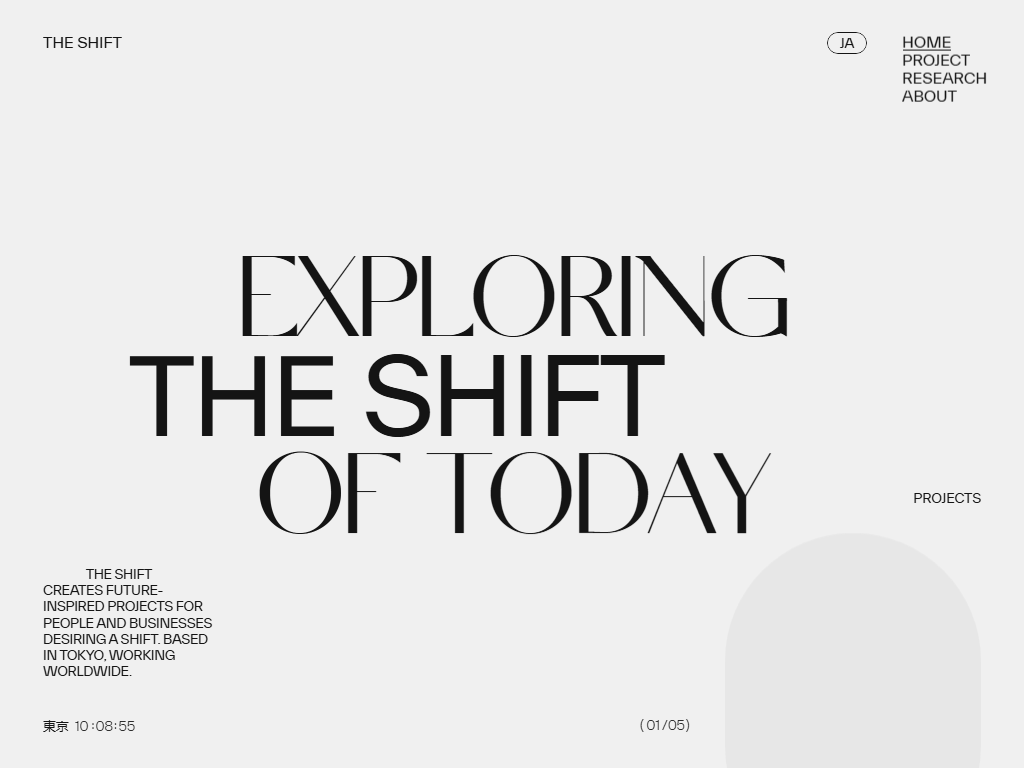 THE SHIFT
JA
HOME
PROJECT
RESEARCH
ABOUT
EXPLORING
THE SHIFT
OF TODAY
PROJECTS
THE SHIFT
CREATES FUTURE-
INSPIRED PROJECTS FOR
PEOPLE AND BUSINESSES
DESIRING A SHIFT. BASED
IN TOKYO, WORKING
WORLDWIDE.
東京 10:08:55
(01/05)